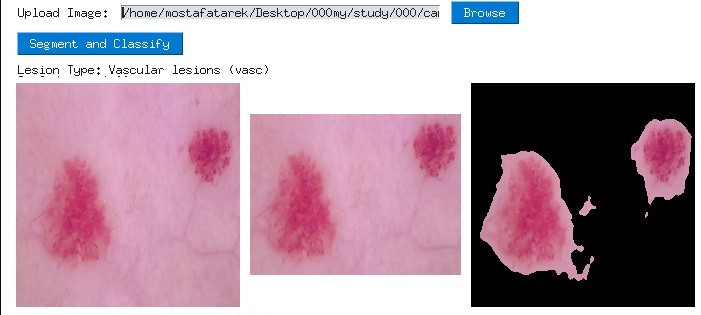 Upload Image: /home/mostafatarek/Desktop/000my/study/000/ca Browse
Segment and Classify
Lesion Type: Vascular lesions (vasc)